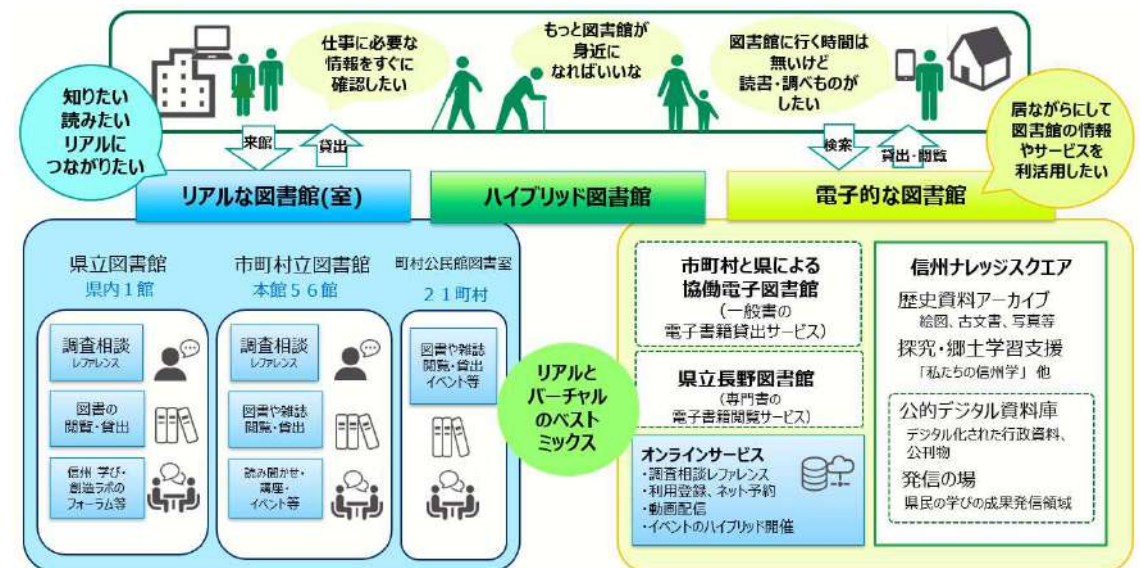 仕事に必要な
情報をすぐに
確認したい
もっと図書館が
身近に
なればいいな
図書館に行く時間は
無いけど
読書・調べものが
したい
知りたい
読みたい
リアルに
つながりたい
居ながらにして
図書館の情報
やサービスを
利活用したい
来館
貸出
検索
貸出・閲覧
リアルな図書館(室)
ハイブリッド図書館
電子的な図書館
県立図書館
県内１館
調査相談
レファレンス
図書の
閲覧・貸出
信州 学び・
創造ラボの
フォーラム等
市町村立図書館
本館５６館
調査相談
レファレンス
図書や雑誌
閲覧・貸出
読み聞かせ・
講座・
イベント等
町村公民館図書室
２１町村
図書や雑誌
閲覧・貸出
イベント等
リアルと
バーチャル
のベスト
ミックス
市町村と県による
協働電子図書館
(一般書の
電子書籍貸出サービス)
県立長野図書館
(専門書の
電子書籍閲覧サービス)
オンラインサービス
・調査相談レファレンス
・利用登録、ネット予約
・動画配信
・イベントのハイブリッド開催
信州ナレッジスクエア
歴史資料アーカイブ
絵図、古文書、写真等
探究・郷土学習支援
「私たちの信州学」 他
公的デジタル資料庫
デジタル化された行政資料、
公刊物
発信の場
県民の学びの成果発信領域